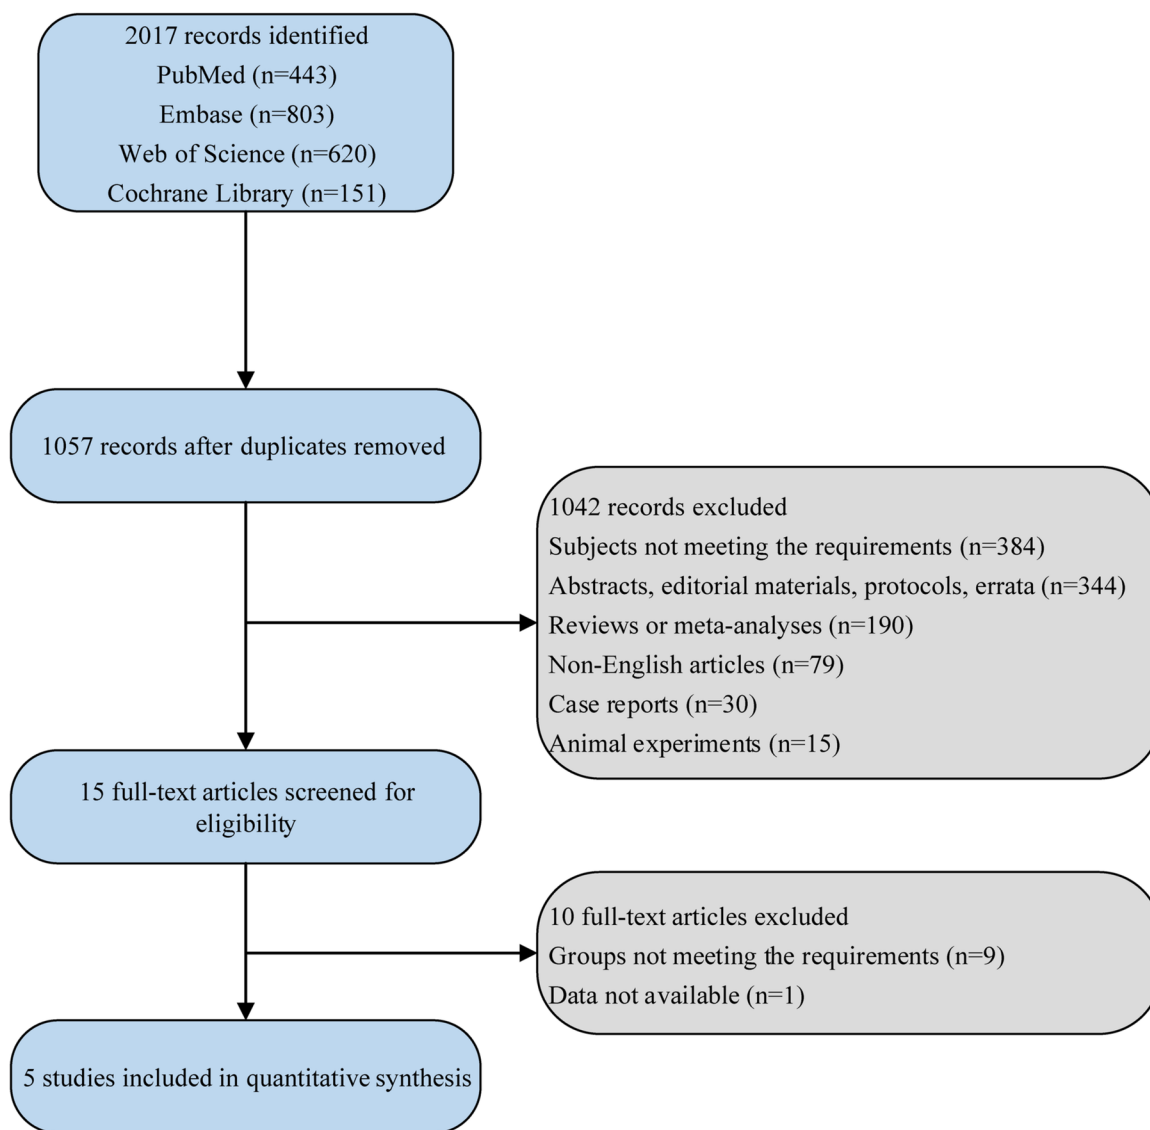 2017 records identified
PubMed (n=443)
Embase (n=803)
Web of Science (n=620)
Cochrane Library (n=151)
1057 records after duplicates removed
1042 records excluded
Subjects not meeting the requirements (n=384)
Abstracts, editorial materials, protocols, errata (n=344)
Reviews or meta-analyses (n=190)
Non-English articles (n=79)
Case reports (n=30)
Animal experiments (n=15)
15 full-text articles screened for
eligibility
10 full-text articles excluded
Groups not meeting the requirements (n=9)
Data not available (n=1)
5 studies included in quantitative synthesis